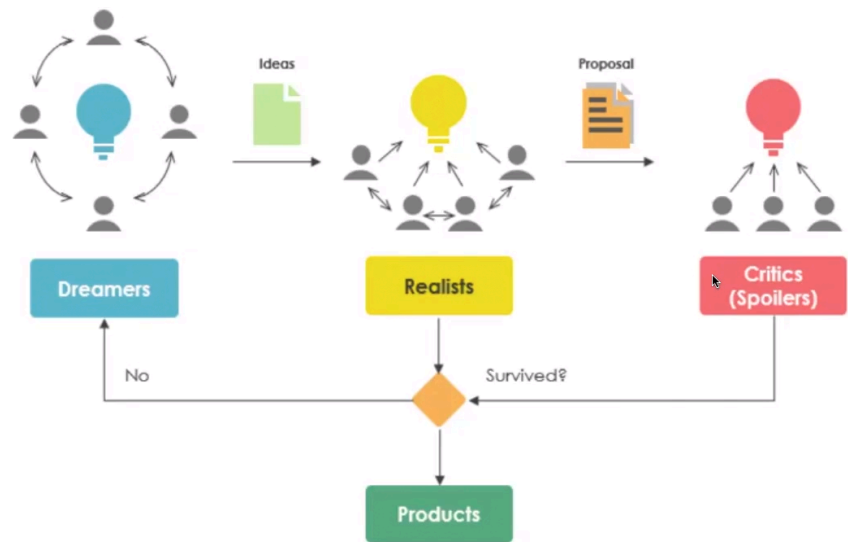 Ideas
Proposal
Dreamers
Realists
Critics
(Spoilers)
No
Survived?
Products